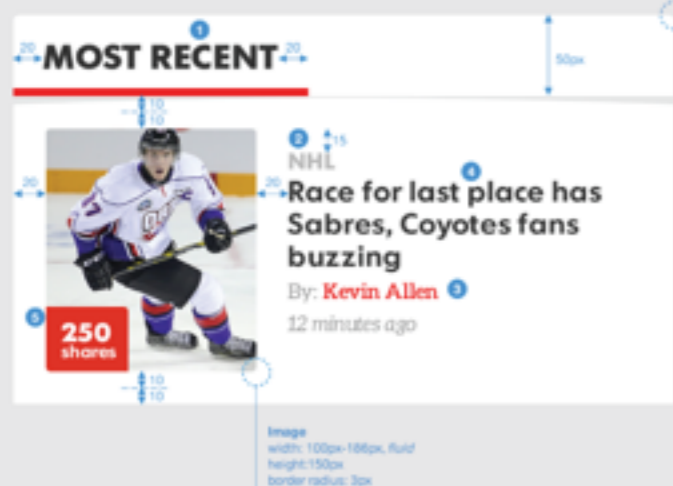 1
20 MOST RECENT 20
50px
10
10
2 15
NHL
4
20 20
Race for last place has
Sabres, Coyotes fans
buzzing
By: Kevin Allen 3
12 minutes ago
17
5
250
shares
10
10
Image
width: 100px-166px, fluid
height:150px
border radius: 3px